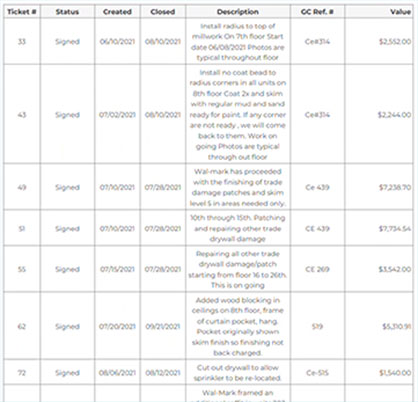 Ticket # Status Created Closed Description GC Ref. # Value
Install radius to top of
millwork On 7th floor Start
33 Signed 06/10/2021 08/10/2021 date 06/08/2021 Photos are Ce#314 $2,552.00
typical throughout floor
Install no coat bead to
radius corners in all units on
8th floor Coat 2x and skim
with regular mud and sand
43 Signed 07/02/2021 08/10/2021 ready for paint. If any corner Ce#314 $2,244.00
are not ready , we will come
back to them. Work on
going Photos are typical
through out floor
Wal-mark has proceeded
with the finishing of trade
49 Signed 07/10/2021 07/28/2021 damage patches and skim Ce 439 $7,238.70
level 5 in areas needed only.
10th through 15th. Patching
51 Signed 07/10/2021 07/28/2021 and repairing other trade CE 439 $7,734.54
drywall damage
Repairing all other trade
drywall damage/patch
55 Signed 07/15/2021 07/28/2021 starting from floor 16 to 26th. CE 269 $3,542.00
This is on going
Added wood blocking in
ceilings on 8th floor, frame
of curtain pocket, hang.
62 Signed 07/20/2021 09/21/2021 Pocket originally shown 519 $5,310.91
skim finish so finishing not
back charged.
Cut out drywall to allow
72 Signed 08/06/2021 08/12/2021 sprinkler to be re-located. Ce-515 $1,540.00
Wal-Mark framed an